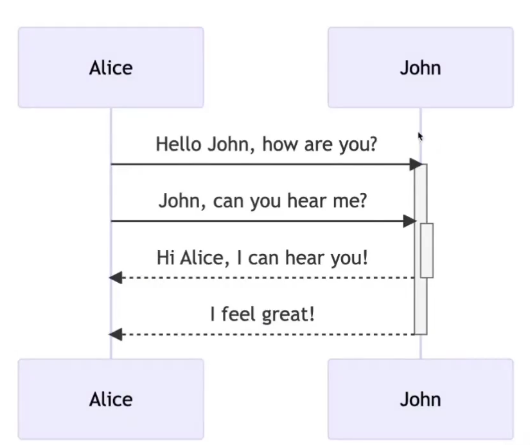 Alice
John
Hello John, how are you?
John, can you hear me?
Hi Alice, I can hear you!
I feel great!
Alice
John